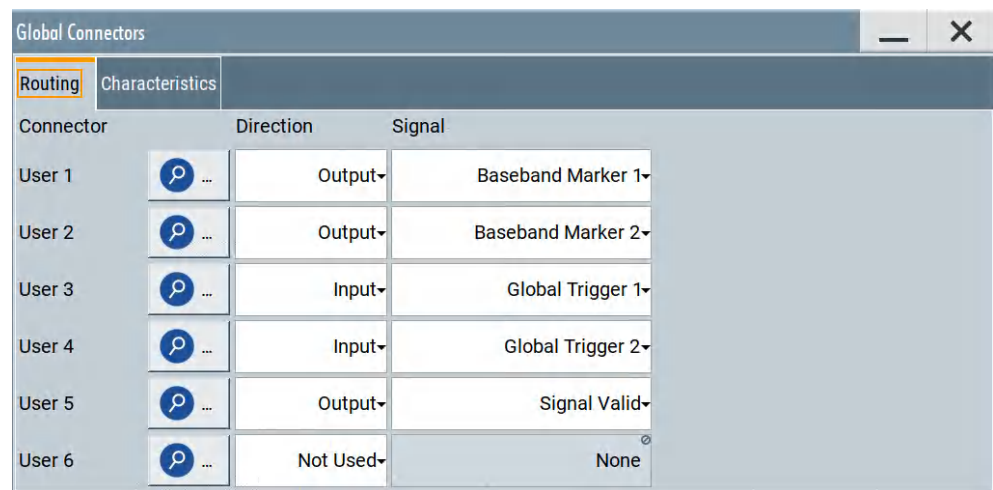 Global Connectors
Routing Characteristics
Connector Direction Signal
User 1 ... Output Baseband Marker 1
User 2 ... Output Baseband Marker 2
User 3 ... Input Global Trigger 1
User 4 ... Input Global Trigger 2
User 5 ... Output Signal Valid
User 6 ... Not Used None